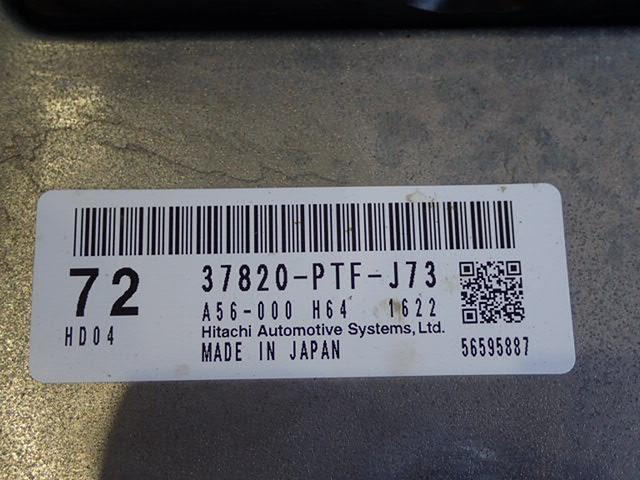 72
HD04
37820-PTF-J73
A56-000 H64 1622
Hitachi Automotive Systems, Ltd.
MADE IN JAPAN
56595887